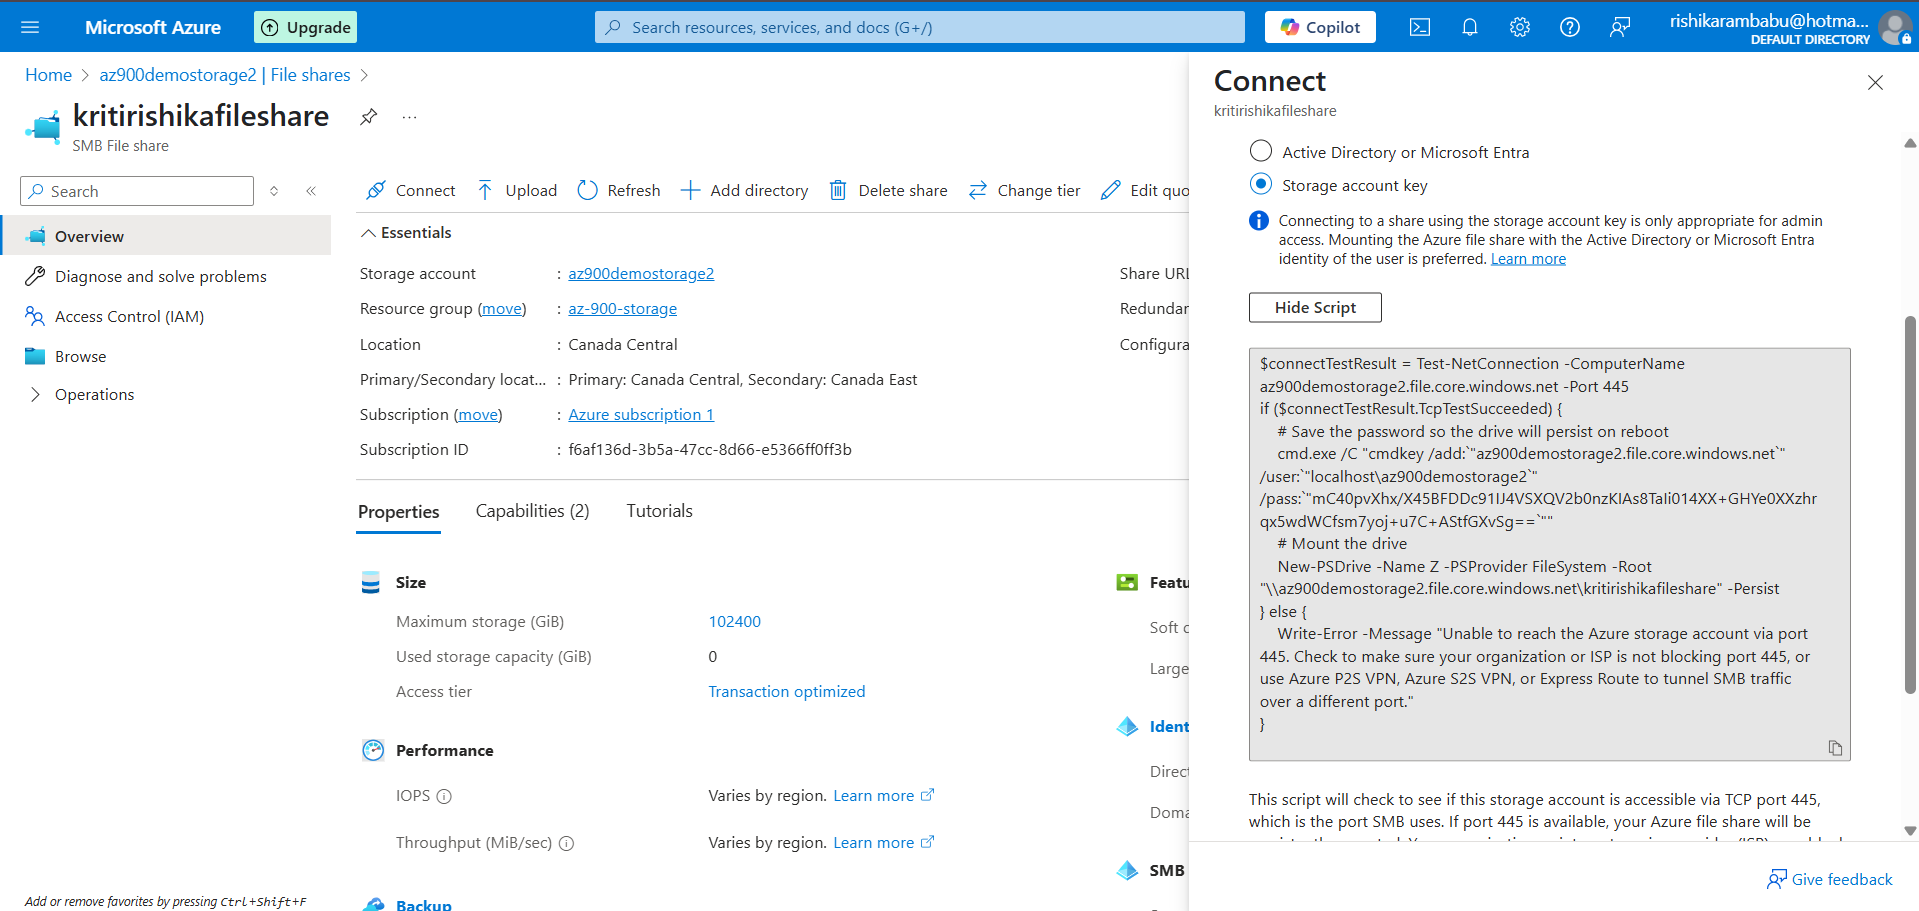 Microsoft Azure
Upgrade
Search resources, services, and docs (G+/)
Copilot
rishikarambabu@hotma...
DEFAULT DIRECTORY
Home > az900demostorage2 | File shares >
kritirishikafileshare
SMB File share
Search
Overview
Diagnose and solve problems
Access Control (IAM)
Browse
Operations
Add or remove favorites by pressing Ctrl+Shift+F
Connect Upload Refresh Add directory Delete share Change tier Edit quo
Essentials
Storage account : az900demostorage2
Resource group (move) : az-900-storage
Location : Canada Central
Primary/Secondary locat... : Primary: Canada Central, Secondary: Canada East
Subscription (move) : Azure subscription 1
Subscription ID : f6af136d-3b5a-47cc-8d66-e5366ff0ff3b
Share URL
Redundan
Configura
Properties Capabilities (2) Tutorials
Size
Maximum storage (GiB) 102400
Used storage capacity (GiB) 0
Access tier Transaction optimized
Performance
IOPS Varies by region. Learn more
Throughput (MiB/sec) Varies by region. Learn more
Backup
Featu
Soft c
Large
Ident
Direct
Doma
SMB
Connect
kritirishikafileshare
Active Directory or Microsoft Entra
Storage account key
Connecting to a share using the storage account key is only appropriate for admin
access. Mounting the Azure file share with the Active Directory or Microsoft Entra
identity of the user is preferred. Learn more
Hide Script
$connectTestResult = Test-NetConnection -ComputerName
az900demostorage2.file.core.windows.net -Port 445
if ($connectTestResult.TcpTestSucceeded) {
# Save the password so the drive will persist on reboot
cmd.exe /C "cmdkey /add:`"az900demostorage2.file.core.windows.net`"
/user:`"localhost\az900demostorage2`"
/pass:`"mC40pvXhx/X45BFDDc91IJ4VSXQV2b0nzKIAs8TaIi014XX+GHYe0XXzhr
qx5wdWCfsm7yoj+u7C+AStfGXvSg==`""
# Mount the drive
New-PSDrive -Name Z -PSProvider FileSystem -Root
"\\az900demostorage2.file.core.windows.net\kritirishikafileshare" -Persist
} else {
Write-Error -Message "Unable to reach the Azure storage account via port
445. Check to make sure your organization or ISP is not blocking port 445, or
use Azure P2S VPN, Azure S2S VPN, or Express Route to tunnel SMB traffic
over a different port."
}
This script will check to see if this storage account is accessible via TCP port 445,
which is the port SMB uses. If port 445 is available, your Azure file share will be
Give feedback